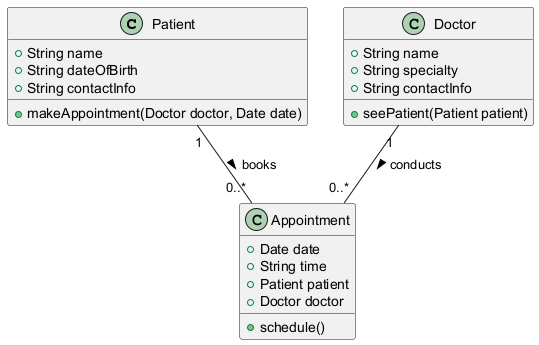 C Patient
+ String name
+ String dateOfBirth
+ String contactInfo
+ makeAppointment(Doctor doctor, Date date)
C Doctor
+ String name
+ String specialty
+ String contactInfo
+ seePatient(Patient patient)
1
1
books
conducts
0..*
0..*
C Appointment
Date date
String time
Patient patient
Doctor doctor
schedule()